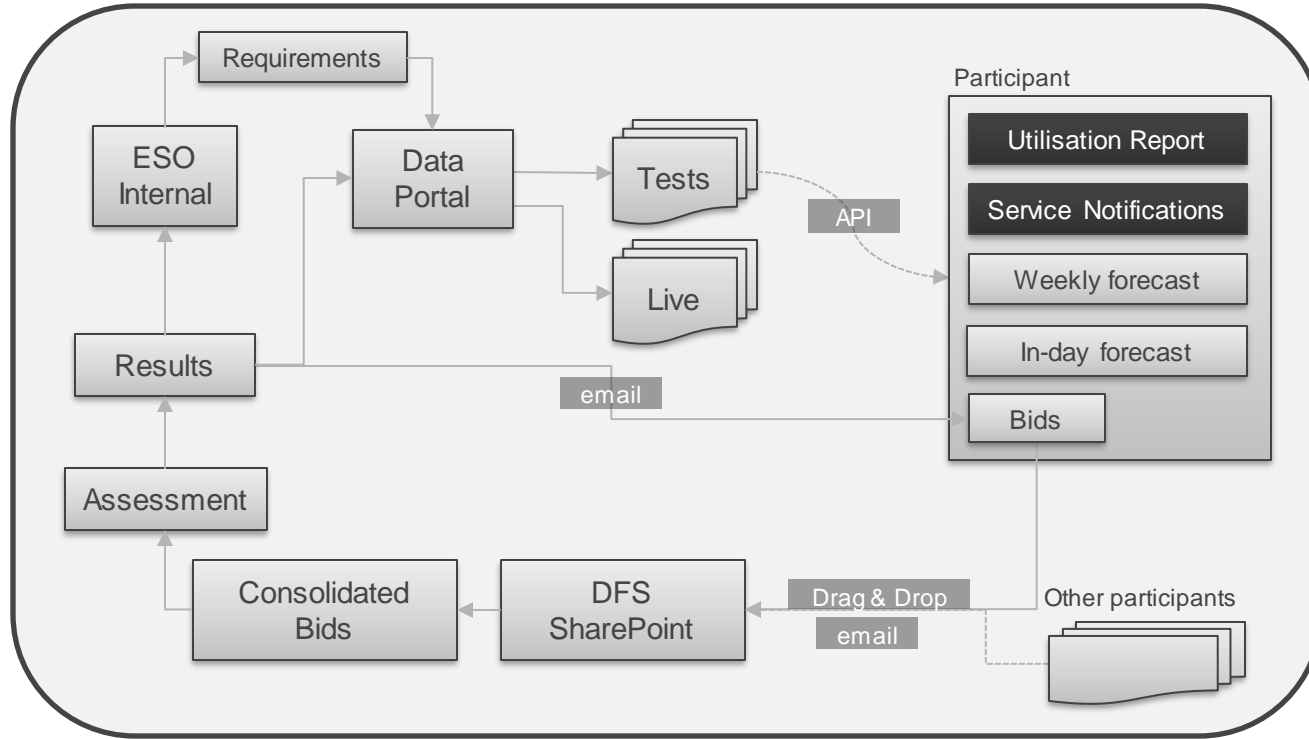 Requirements
Participant
ESO
Internal
Data
Portal
Tests
Utilisation Report
API
Service Notifications
Live
Weekly forecast
Results
In-day forecast
email
Bids
Assessment
Consolidated
Bids
DFS
SharePoint
Drag & Drop
email
Other participants